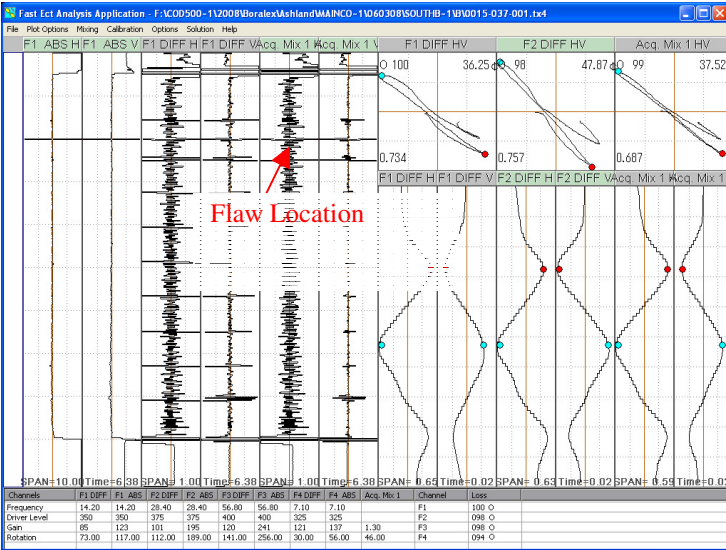 Fast Ect Analysis Application - F:\COD500-1\2008\Boralex\Ashland\MAINCO-1\060308\SOUTHB-1\B\0015-037-001.tx4
File Plot Options Mixing Calibration Options Solution Help
F1 ABS H F1 ABS V F1 DIFF H F1 DIFF V Acq. Mix 1 Acq. Mix 1 V F1 DIFF HV F2 DIFF HV Acq. Mix 1 HV
O 100 36.25 98 47.87 O 99 37.52
0.734 0.757 0.687
F1 DIFF H F1 DIFF V F2 DIFF H F2 DIFF V Acq. Mix 1 Acq. Mix 1
Flaw Location
SPAN=10.00 Time=6.38 SPAN= 1.00 Time=6.38 SPAN= 1.00 Time=6.38 SPAN= 0.65 Time=0.02 SPAN= 0.63 Time=0.02 SPAN= 0.59 Time=0.02
Channels F1 DIFF F1 ABS F2 DIFF F2 ABS F3 DIFF F3 ABS F4 DIFF F4 ABS Acq. Mix 1 Channel Loss
Frequency 14.20 14.20 28.40 28.40 56.80 56.80 7.10 7.10 F1 100 O
Driver Level 350 350 375 375 400 400 325 325 F2 098 O
Gain 85 123 101 195 120 241 121 137 1.30 F3 098 O
Rotation 73.00 117.00 112.00 189.00 141.00 256.00 30.00 56.00 46.00 F4 094 O